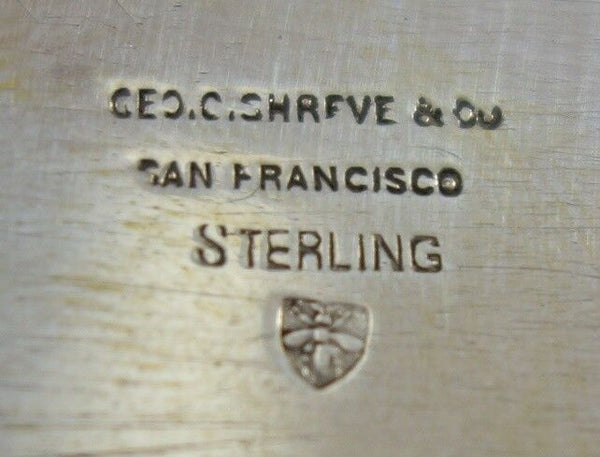 GEO.C.SHREVE & CO
SAN FRANCISCO
STERLING